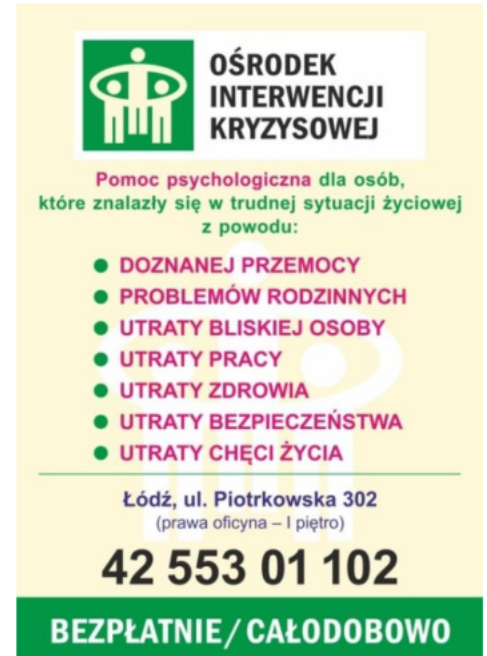 OŚRODEK
INTERWENCJI
KRYZYSOWEJ
Pomoc psychologiczna dla osób,
które znalazły się w trudnej sytuacji życiowej
z powodu:
● DOZNANEJ PRZEMOCY
● PROBLEMÓW RODZINNYCH
● UTRATY BLISKIEJ OSOBY
● UTRATY PRACY
● UTRATY ZDROWIA
● UTRATY BEZPIECZEŃSTWA
● UTRATY CHĘCI ŻYCIA
Łódź, ul. Piotrkowska 302
(prawa oficyna – I piętro)
42 553 01 102
BEZPŁATNIE/CAŁODOBOWO